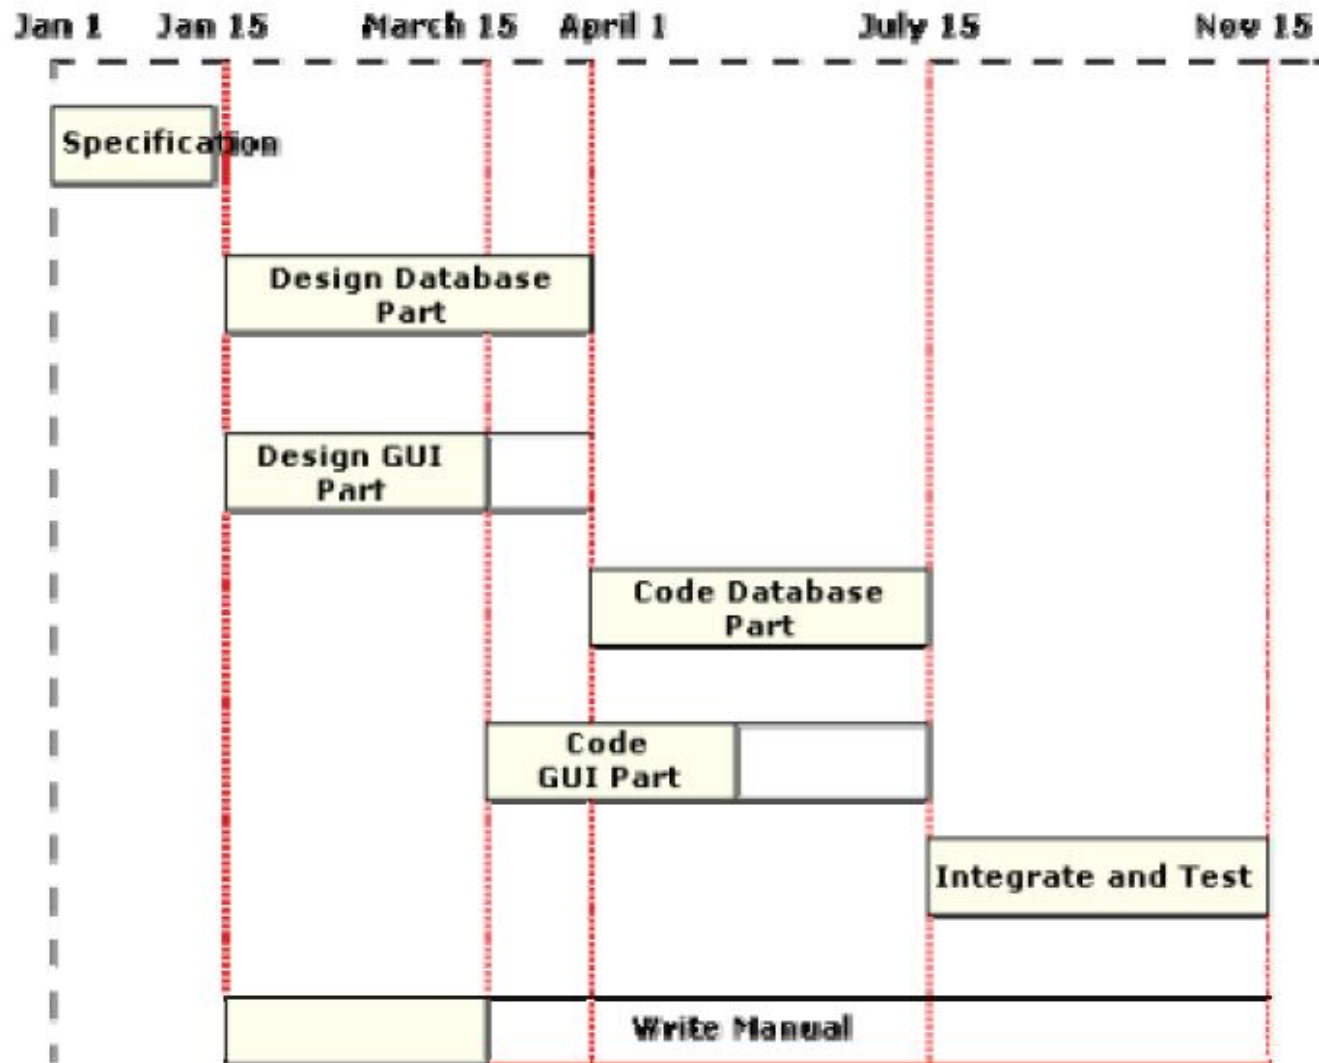 Jan 1 Jan 15 March 15 April 1 July 15 Nov 15
Specification
Design Database
Part
Design GUI
Part
Code Database
Part
Code
GUI Part
Integrate and Test
Write Manual